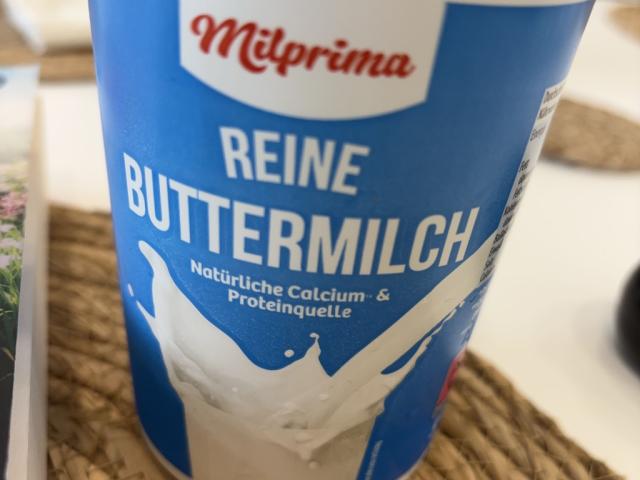 Milprima
REINE
BUTTERMILCH
Natürliche Calcium** &
Proteinquelle